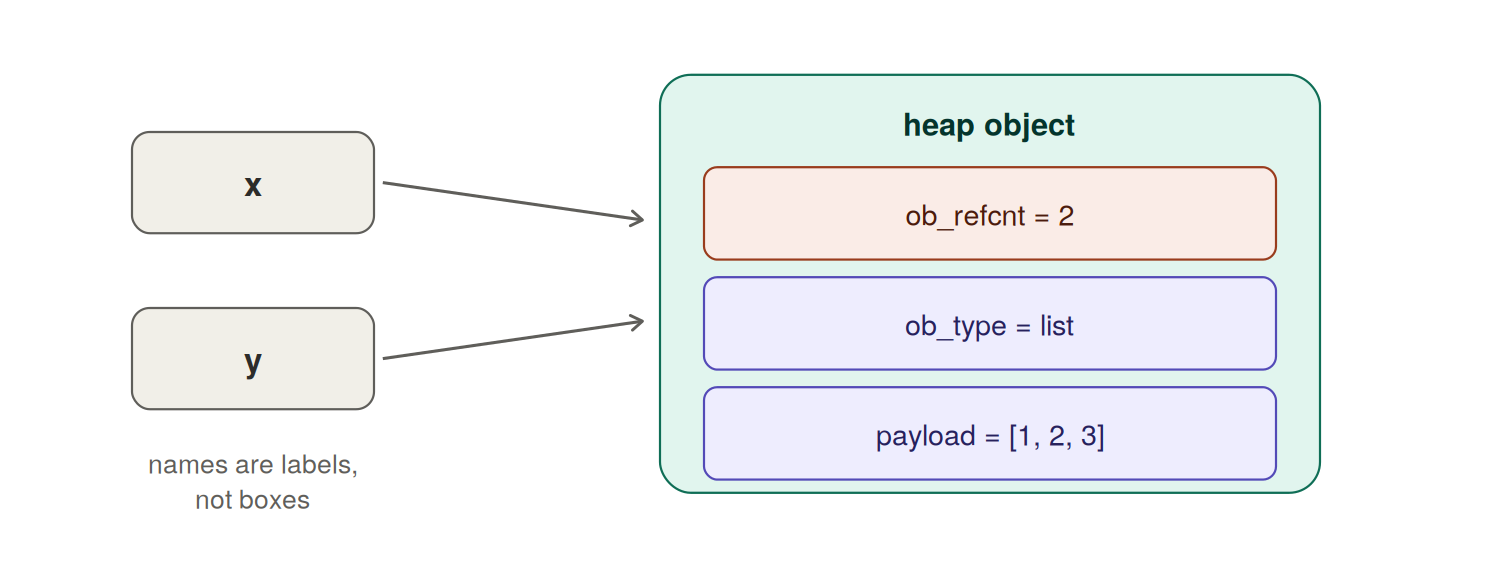 x
y
names are labels,
not boxes
heap object
ob_refcnt = 2
ob_type = list
payload = [1, 2, 3]